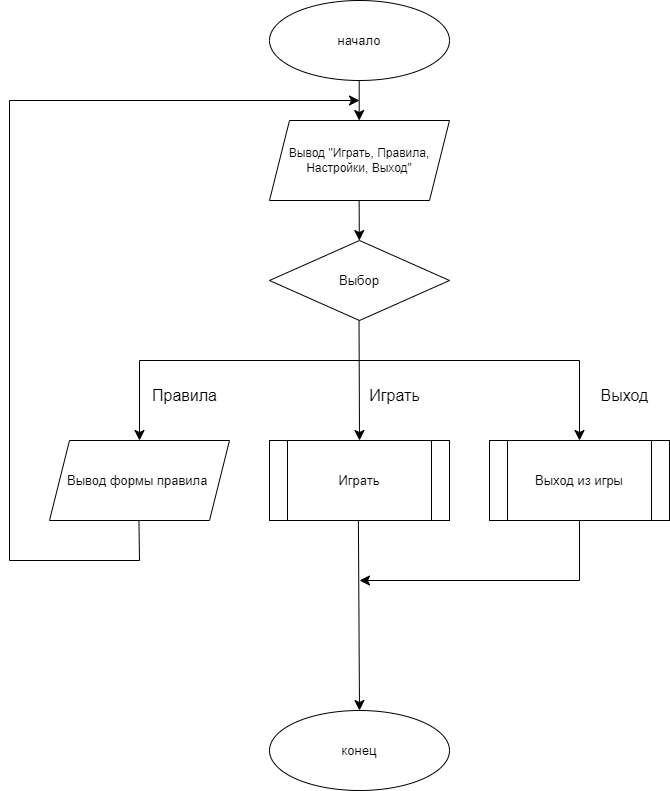 начало
Вывод "Играть, Правила,
Настройки, Выход"
Выбор
Правила
Играть
Выход
Вывод формы правила
Играть
Выход из игры
конец